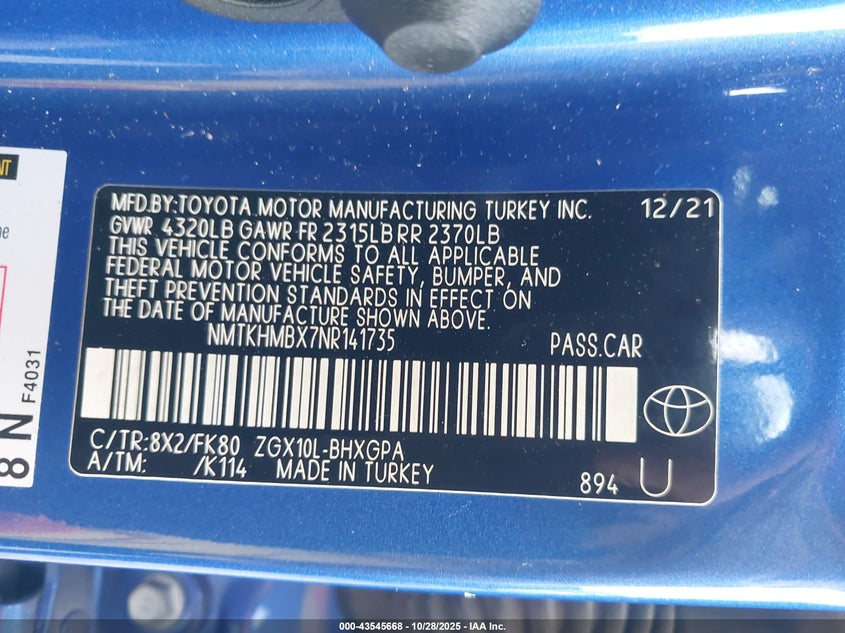 MFD.BY:TOYOTA MOTOR MANUFACTURING TURKEY INC. 12/21
GVWR 4320LB GAWR FR 2315LB RR 2370LB
THIS VEHICLE CONFORMS TO ALL APPLICABLE
FEDERAL MOTOR VEHICLE SAFETY, BUMPER, AND
THEFT PREVENTION STANDARDS IN EFFECT ON
THE DATE OF MANUFACTURE SHOWN ABOVE.
NMTKHMBX7NR141735 PASS.CAR
C/TR:8X2/FK80 ZGX10L-BHXGPA
A/TM: /K114 MADE IN TURKEY
894 U
NT
ne
8 N
F4031
000-43545668 - 10/28/2025 - IAA Inc.